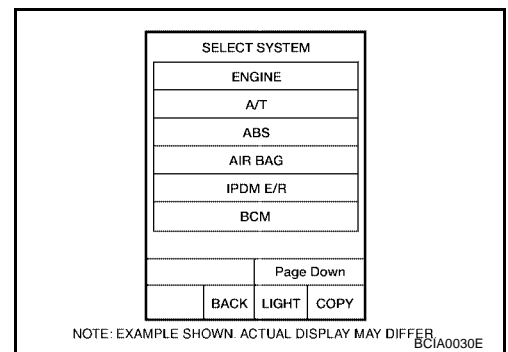 SELECT SYSTEM
ENGINE
A/T
ABS
AIR BAG
IPDM E/R
BCM
Page Down
BACK LIGHT COPY
NOTE: EXAMPLE SHOWN. ACTUAL DISPLAY MAY DIFFER
BCIA0030E